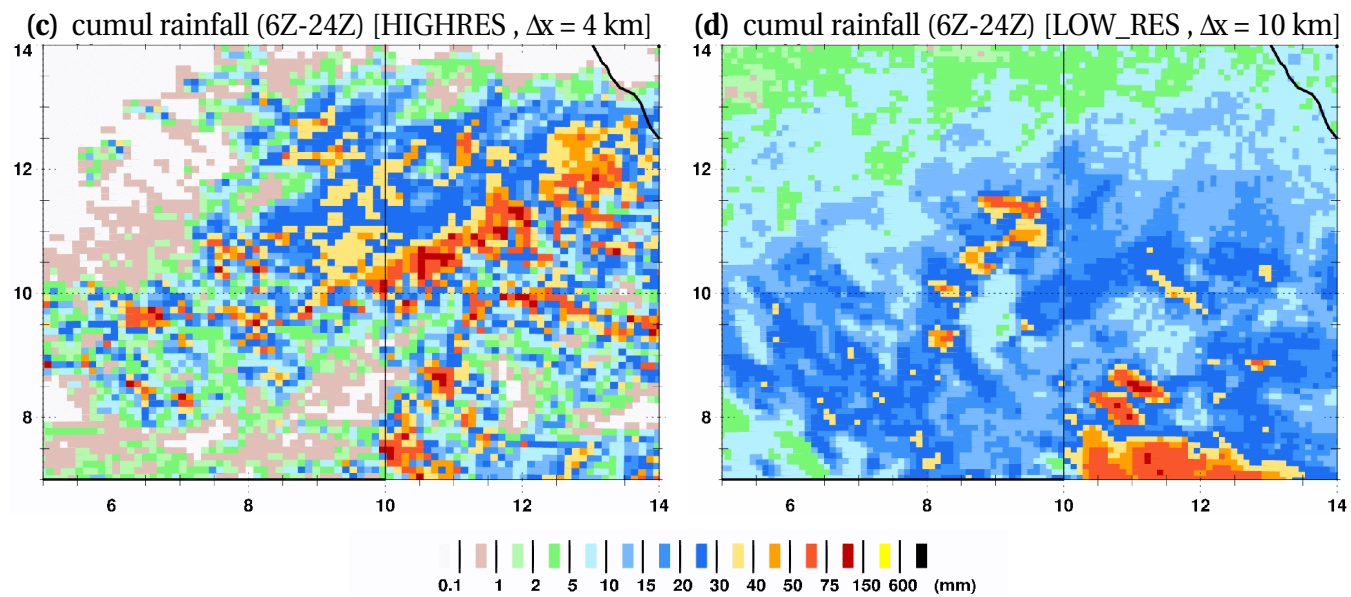 (c) cumul rainfall (6Z-24Z) [HIGHRES , Δx = 4 km]
(d) cumul rainfall (6Z-24Z) [LOW_RES , Δx = 10 km]
14
12
10
8
6 8 10 12 14
14
12
10
8
6 8 10 12 14
0.1 1 2 5 10 15 20 30 40 50 75 150 600 (mm)